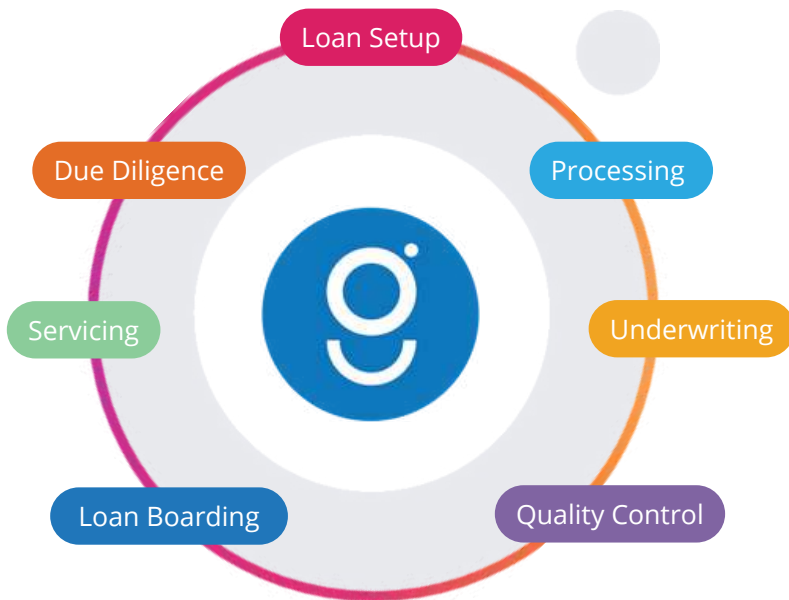 Loan Setup
Due Diligence
Processing
Servicing
Underwriting
Loan Boarding
Quality Control
g